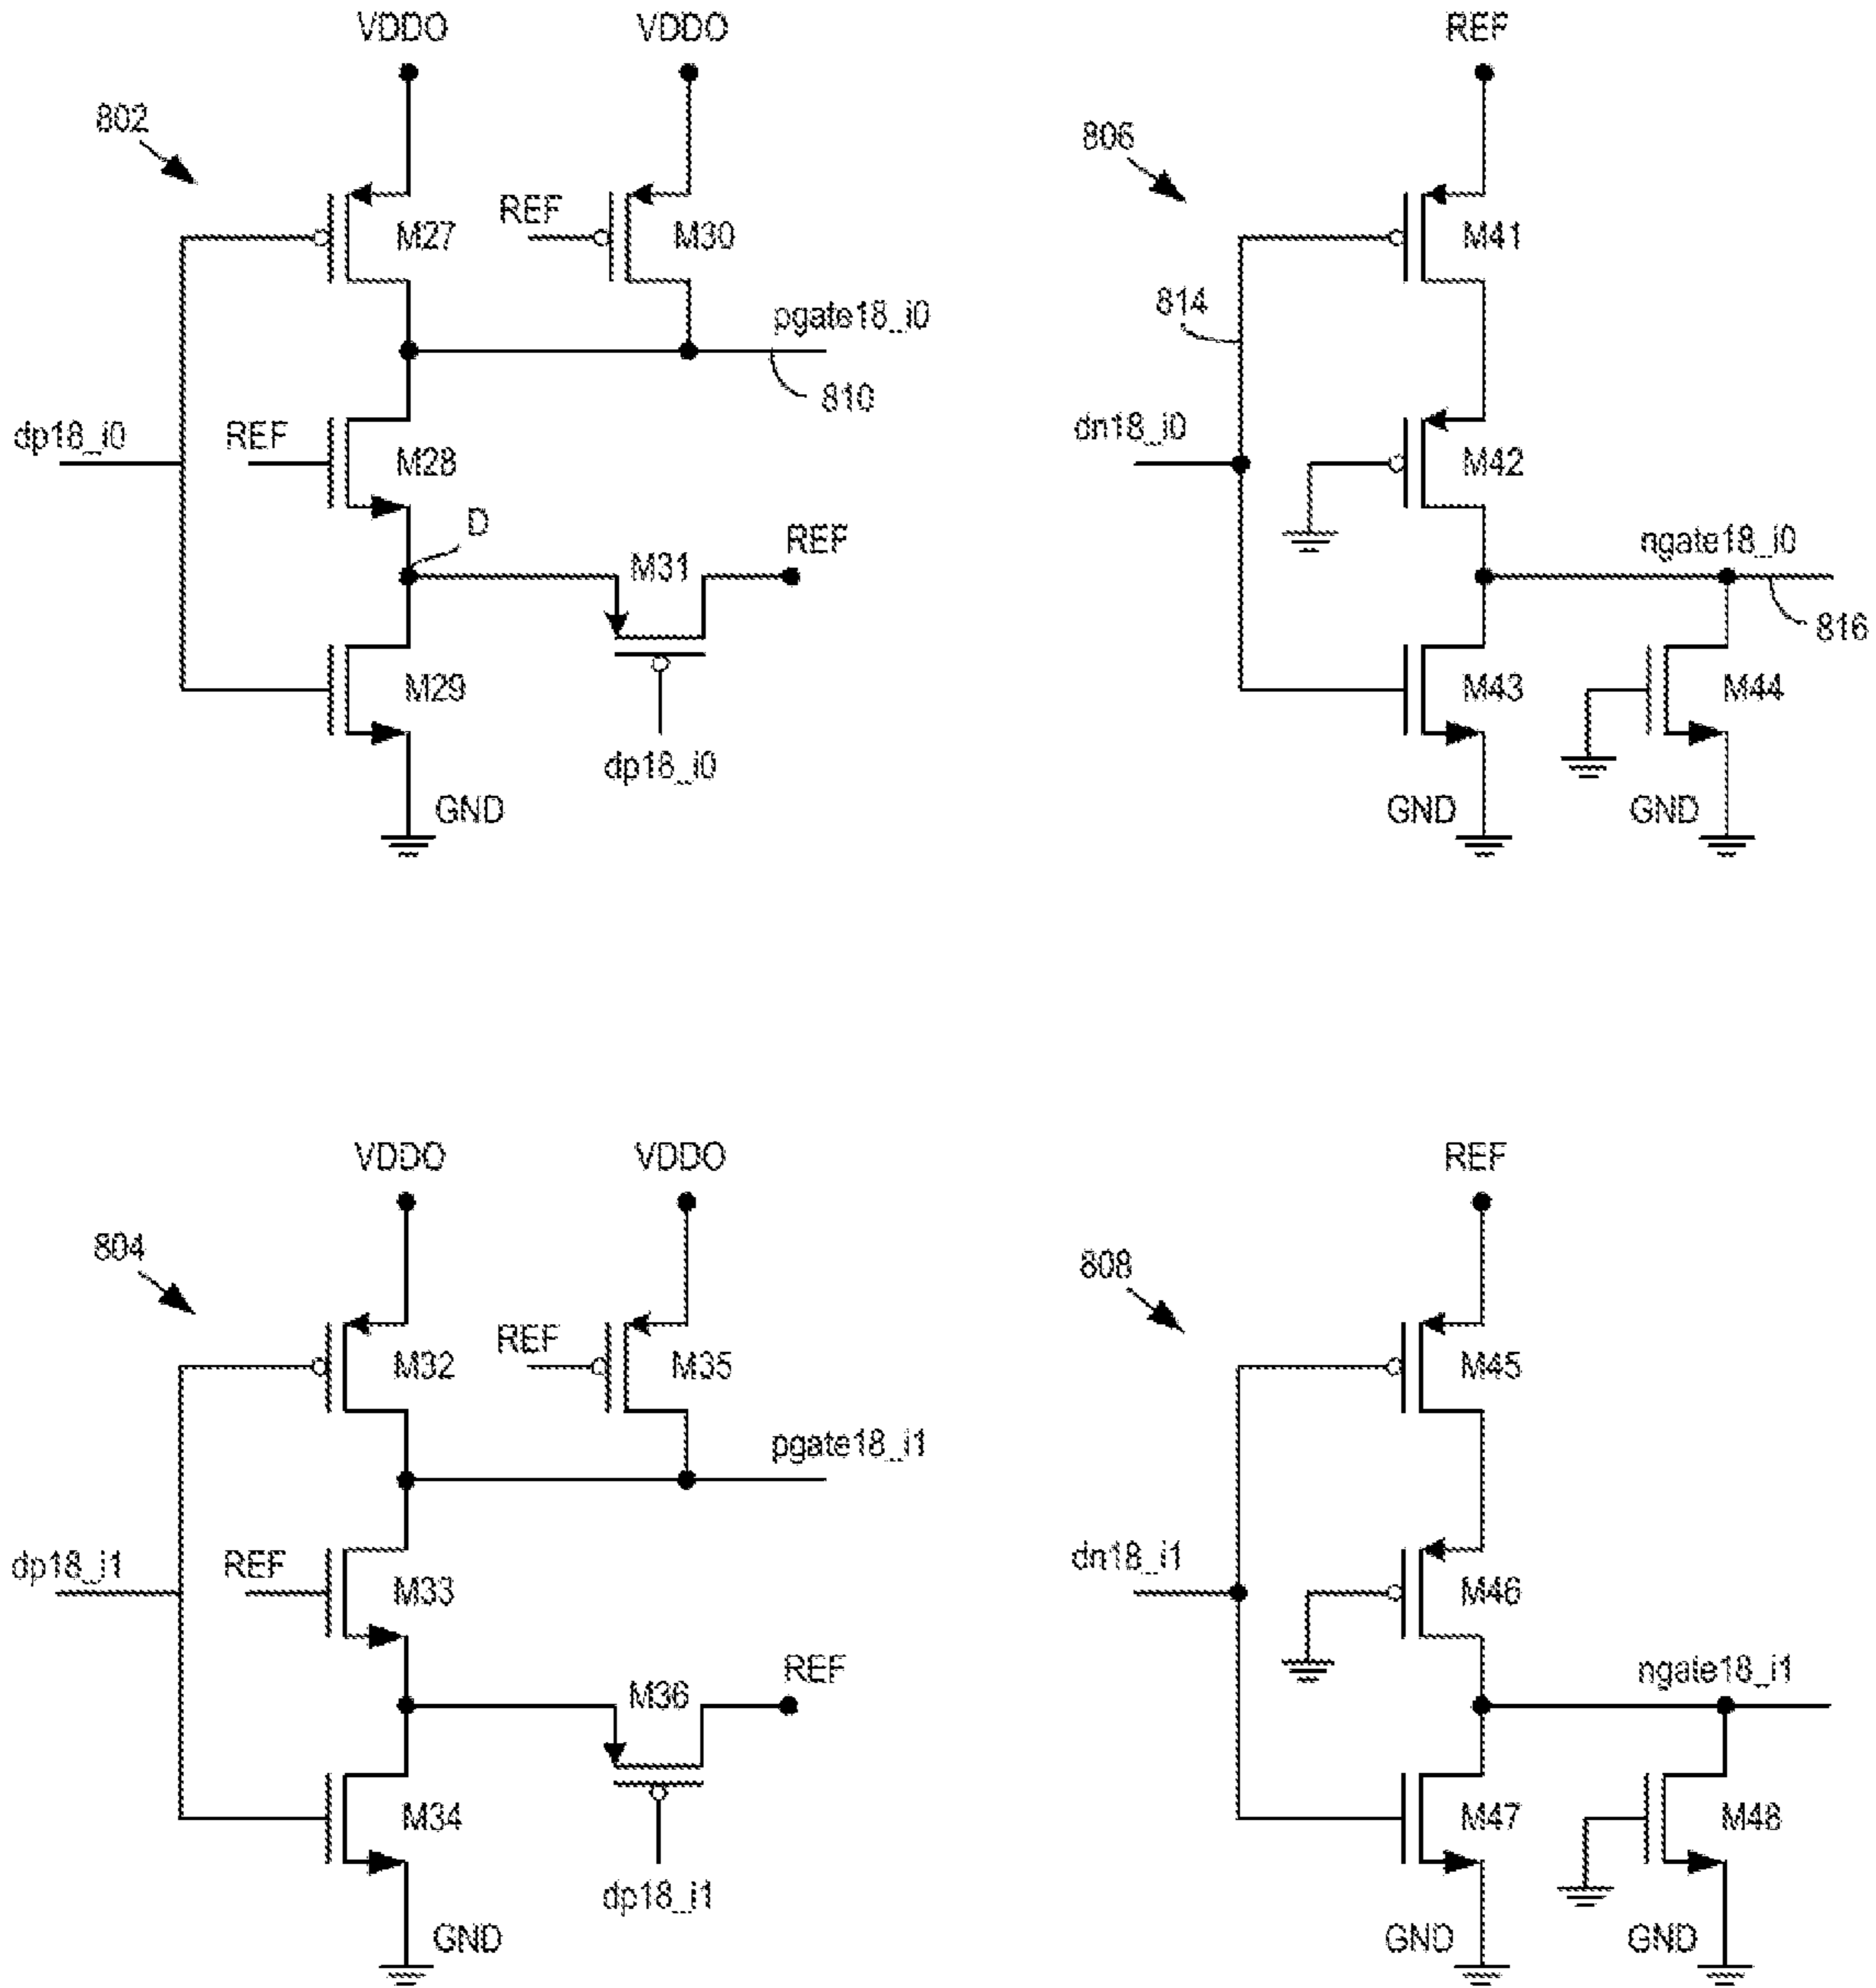 VDDO
VDDO
802
REF
M27
M30
pgate18_i0
810
dp18_i0
REF
M28
D
M31
REF
M29
dp18_i0
GND
REF
806
M41
814
dn18_i0
M42
ngate18_i0
816
M43
M44
GND
GND
VDDO
VDDO
804
REF
M32
M35
pgate18_i1
dp18_i1
REF
M33
M36
REF
M34
dp18_i1
GND
REF
808
M45
dn18_i1
M46
ngate18_i1
M47
M48
GND
GND